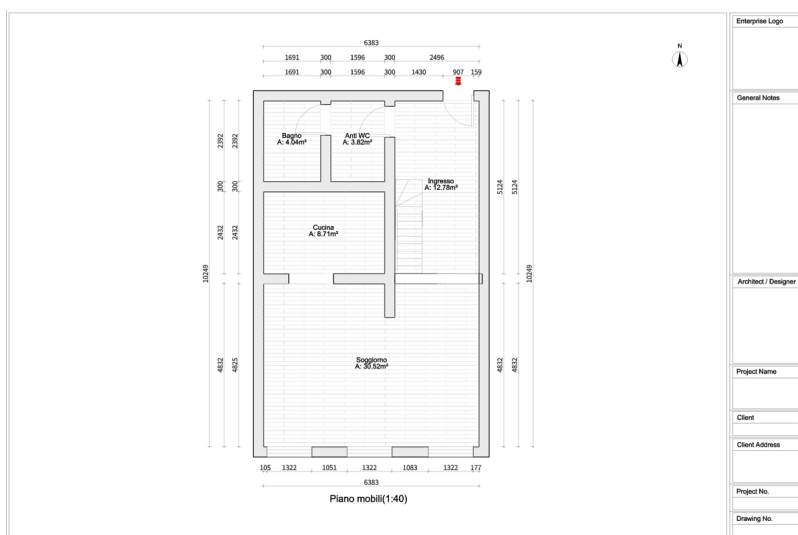 Enterprise Logo
General Notes
Architect / Designer
Project Name
Client
Client Address
Project No.
Drawing No.
N
6383
1691 300 1596 300 2496
1691 300 1596 300 1430 907 159
Bagno
A: 4.04m²
Anti WC
A: 3.82m²
Ingresso
A: 12.78m²
Cucina
A: 8.71m²
Soggiorno
A: 30.52m²
10249
2392
300
2432
4832
2392
300
2432
4825
5124
4832
5124
4832
10249
105 1322 1051 1322 1083 1322 177
6383
Piano mobili(1:40)